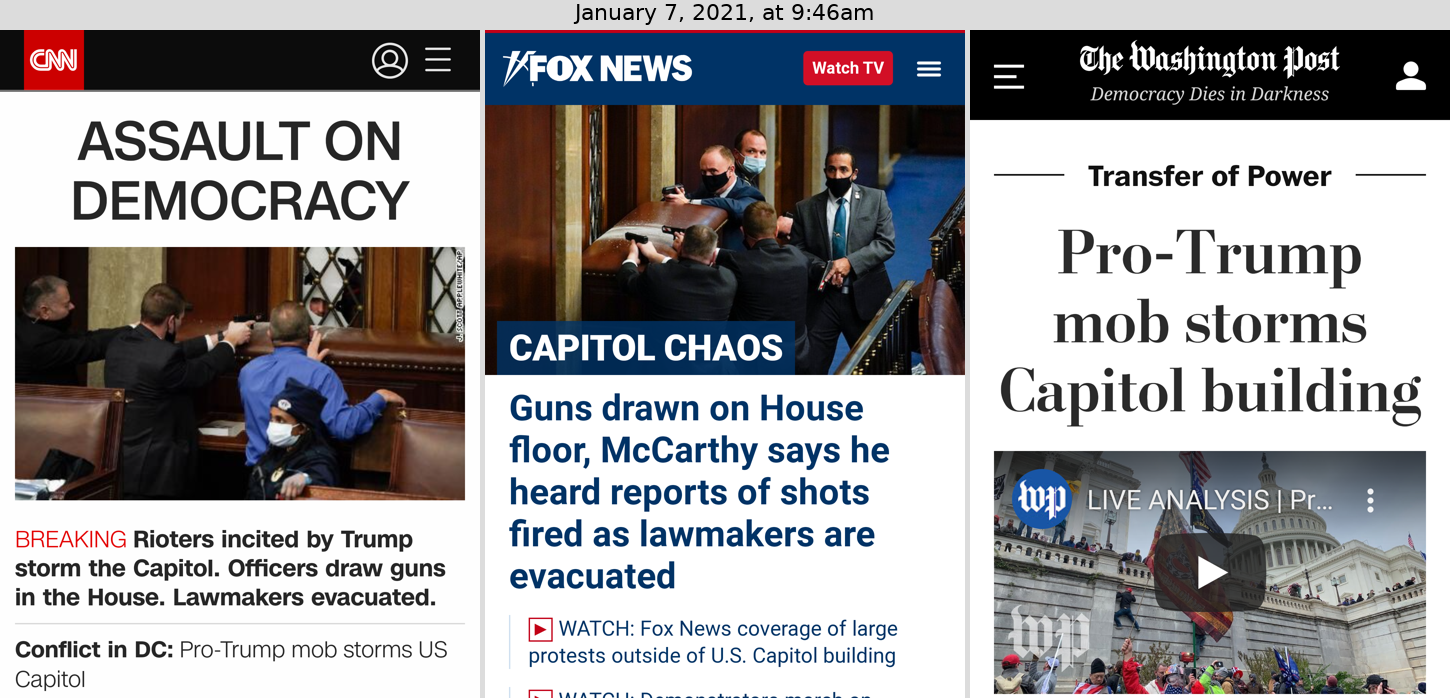 January 7, 2021, at 9:46am
CNN
ASSAULT ON
DEMOCRACY
J. SCOTT APPLEWHITE/AP
BREAKING Rioters incited by Trump
storm the Capitol. Officers draw guns
in the House. Lawmakers evacuated.
Conflict in DC: Pro-Trump mob storms US
Capitol
FOX NEWS
Watch TV
CAPITOL CHAOS
Guns drawn on House
floor, McCarthy says he
heard reports of shots
fired as lawmakers are
evacuated
WATCH: Fox News coverage of large
protests outside of U.S. Capitol building
WATCH: Demonstrators march on
The Washington Post
Democracy Dies in Darkness
Transfer of Power
Pro-Trump
mob storms
Capitol building
wp
LIVE ANALYSIS | Pr...
wp